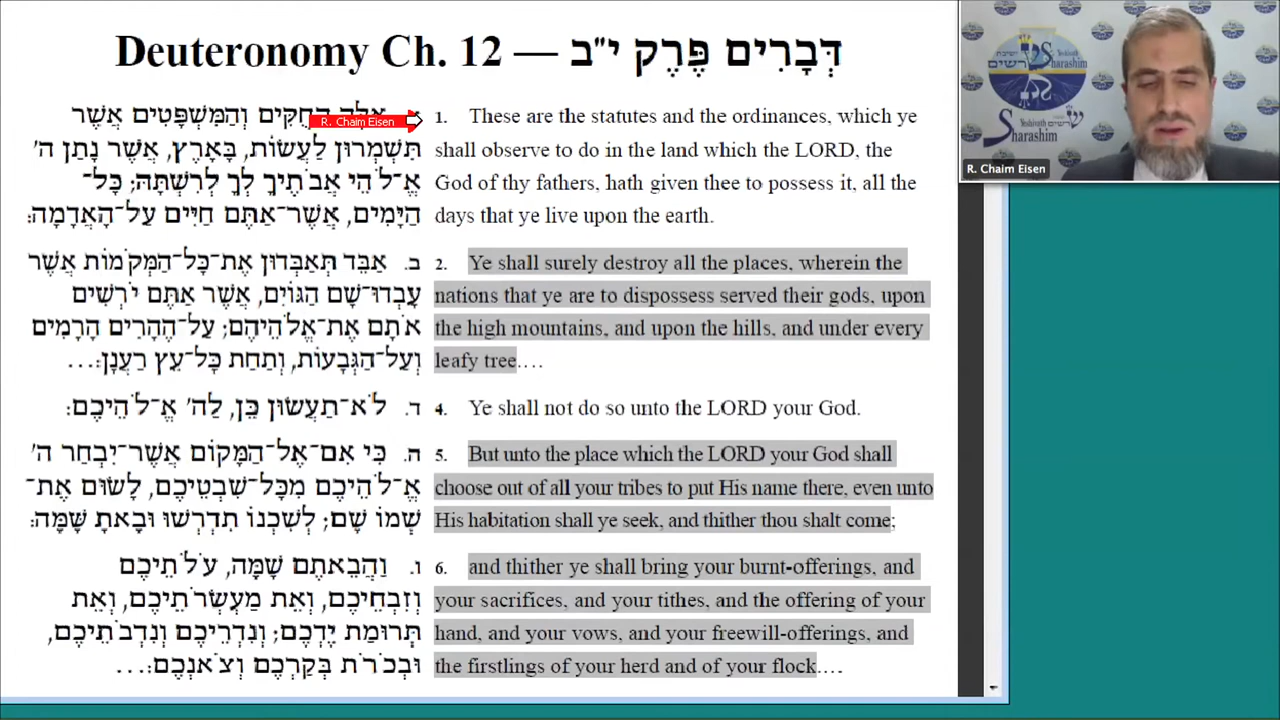 Deuteronomy Ch. 12 — דְּבָרִים פֶּרֶק י"ב
הַחֻקִּים וְהַמִּשְׁפָּטִים אֲשֶׁר
תִּשְׁמְרוּן לַעֲשׂוֹת, בָּאָרֶץ, אֲשֶׁר נָתַן ה'
אֱ־לֹהֵי אֲבֹתֶיךָ לְךָ לְרִשְׁתָּהּ; כָּל־
הַיָּמִים, אֲשֶׁר־אַתֶּם חַיִּים עַל־הָאֲדָמָה:
R. Chaim Eisen
1. These are the statutes and the ordinances, which ye
shall observe to do in the land which the LORD, the
God of thy fathers, hath given thee to possess it, all the
days that ye live upon the earth.
ב. אַבֵּד תְּאַבְּדוּן אֶת־כָּל־הַמְּקֹמוֹת אֲשֶׁר
עָבְדוּ־שָׁם הַגּוֹיִם, אֲשֶׁר אַתֶּם יֹרְשִׁים
אֹתָם אֶת־אֱלֹהֵיהֶם; עַל־הֶהָרִים הָרָמִים
וְעַל־הַגְּבָעוֹת, וְתַחַת כָּל־עֵץ רַעֲנָן:...
2. Ye shall surely destroy all the places, wherein the
nations that ye are to dispossess served their gods, upon
the high mountains, and upon the hills, and under every
leafy tree....
ד. לֹא־תַעֲשׂוּן כֵּן, לַה' אֱ־לֹהֵיכֶם:
4. Ye shall not do so unto the LORD your God.
ה. כִּי אִם־אֶל־הַמָּקוֹם אֲשֶׁר־יִבְחַר ה'
אֱ־לֹהֵיכֶם מִכָּל־שִׁבְטֵיכֶם, לָשׂוּם אֶת־
שְׁמוֹ שָׁם; לְשִׁכְנוֹ תִדְרְשׁוּ וּבָאתָ שָּׁמָּה:
5. But unto the place which the LORD your God shall
choose out of all your tribes to put His name there, even unto
His habitation shall ye seek, and thither thou shalt come;
ו. וַהֲבֵאתֶם שָׁמָּה, עֹלֹתֵיכֶם
וְזִבְחֵיכֶם, וְאֵת מַעְשְׂרֹתֵיכֶם, וְאֵת
תְּרוּמַת יֶדְכֶם; וְנִדְרֵיכֶם וְנִדְבֹתֵיכֶם,
וּבְכֹרֹת בְּקַרְכֶם וְצֹאנְכֶם:...
6. and thither ye shall bring your burnt-offerings, and
your sacrifices, and your tithes, and the offering of your
hand, and your vows, and your freewill-offerings, and
the firstlings of your herd and of your flock....
ישיבת
שרשים
Sharashim
Yeshivath שרשים
Sharashim
R. Chaim Eisen